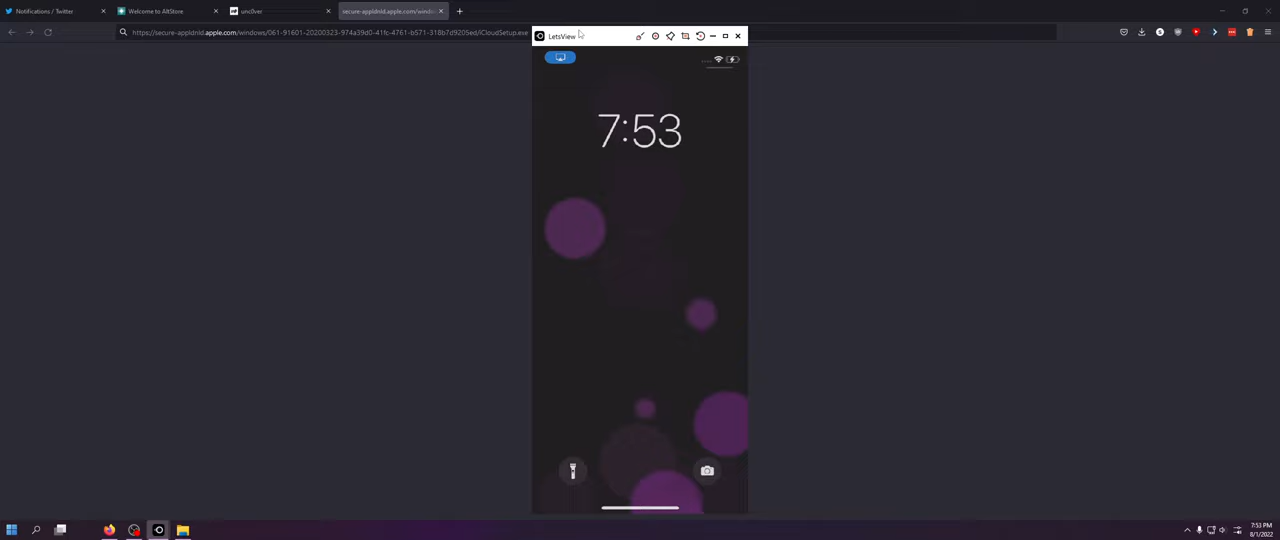 Notifications / Twitter
Welcome to AltStore
unc0ver
secure-appldnld.apple.com/window
https://secure-appldnld.apple.com/windows/061-91601-20200323-974a39d0-41fc-4761-b571-318b7d9205ed/iCloudSetup.exe
LetsView
7:53
7:53 PM
8/1/2022